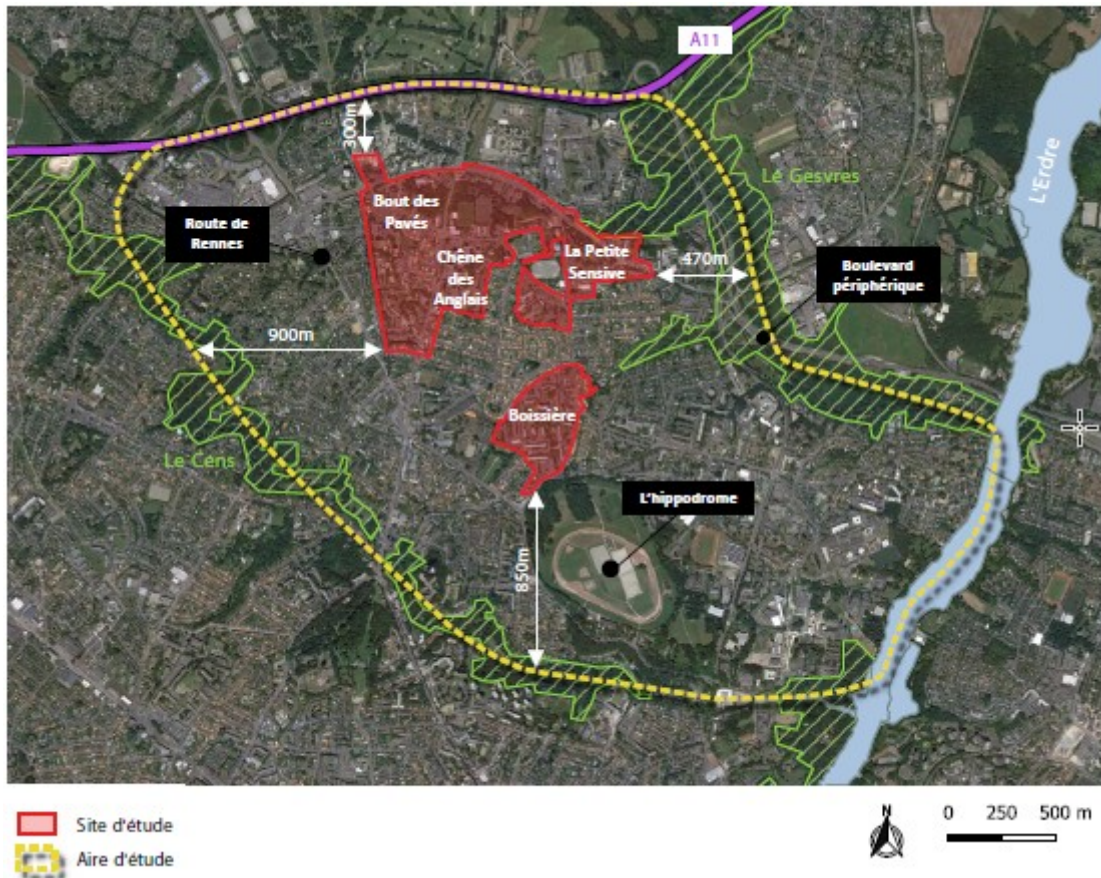 A11
300m
Bout des
Pavés
Route de
Rennes
Chêne
des
Anglais
La Petite
Sensive
470m
Le Gesvres
L'Erdre
Boulevard
périphérique
900m
Boissière
Le Cens
L'hippodrome
850m
Site d'étude
Aire d'étude
N
0 250 500 m